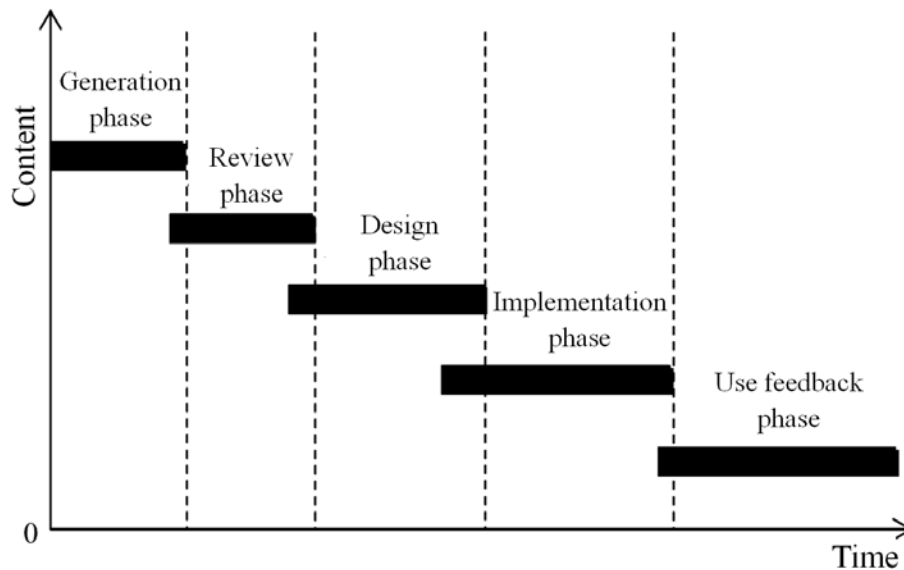 Content
Generation
phase
Review
phase
Design
phase
Implementation
phase
Use feedback
phase
0
Time